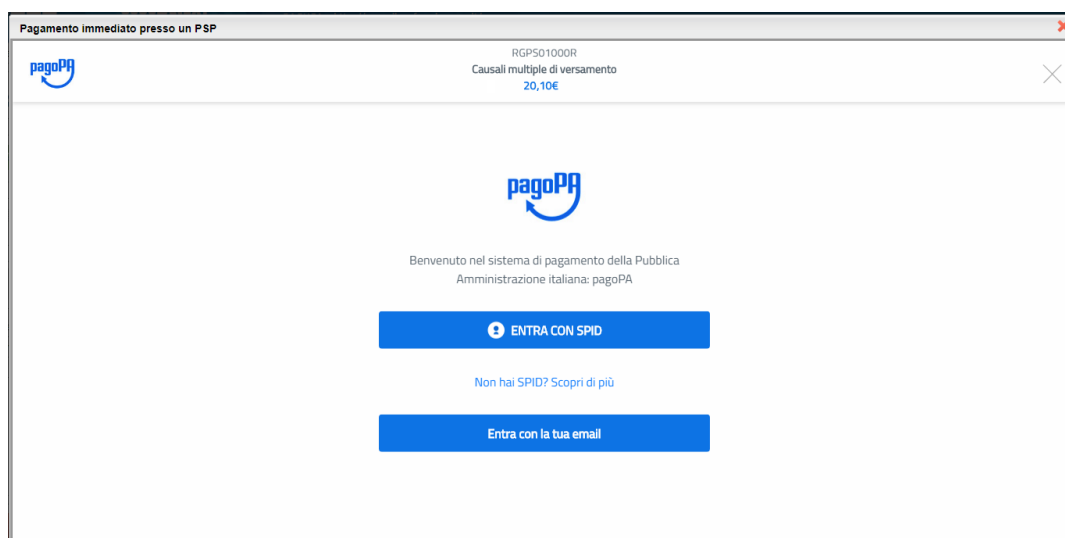 Pagamento immediato presso un PSP
pagoPA
RGPS01000R
Causali multiple di versamento
20,10€
pagoPA
Benvenuto nel sistema di pagamento della Pubblica
Amministrazione italiana: pagoPA
ENTRA CON SPID
Non hai SPID? Scopri di più
Entra con la tua email